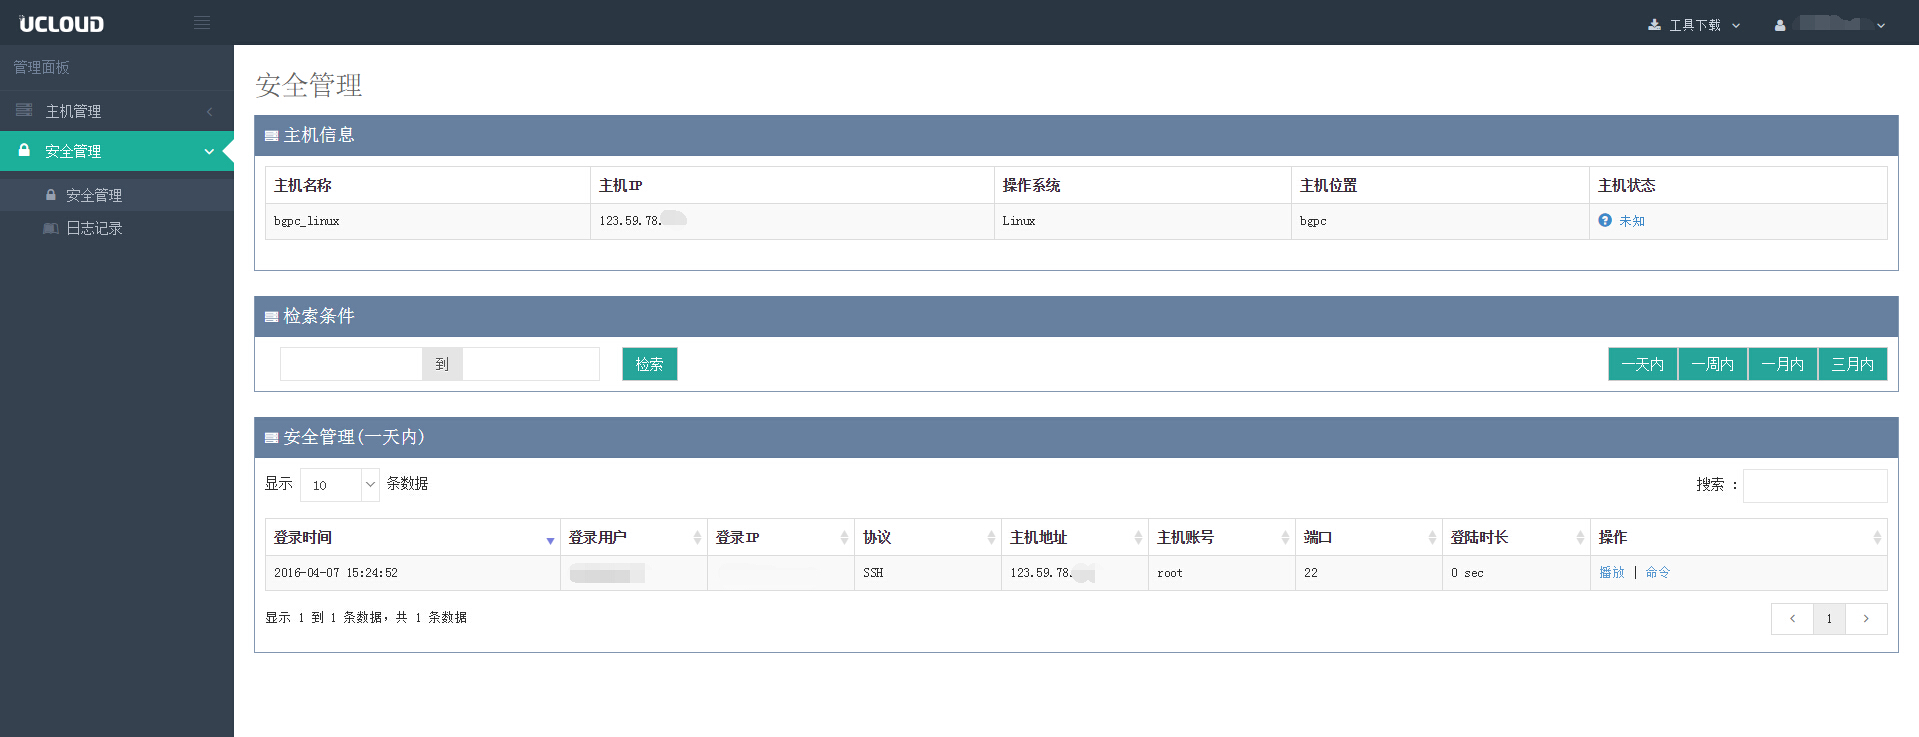 UCLOUD
工具下载
管理面板
主机管理
安全管理
安全管理
日志记录
安全管理
主机信息
主机名称 主机IP 操作系统 主机位置 主机状态
bgpc_linux 123.59.78. Linux bgpc 未知
检索条件
到 检索 一天内 一周内 一月内 三月内
安全管理(一天内)
显示 10 条数据 搜索 :
登录时间 登录用户 登录IP 协议 主机地址 主机账号 端口 登陆时长 操作
2016-04-07 15:24:52 SSH 123.59.78. root 22 0 sec 播放 | 命令
显示 1 到 1 条数据，共 1 条数据 1